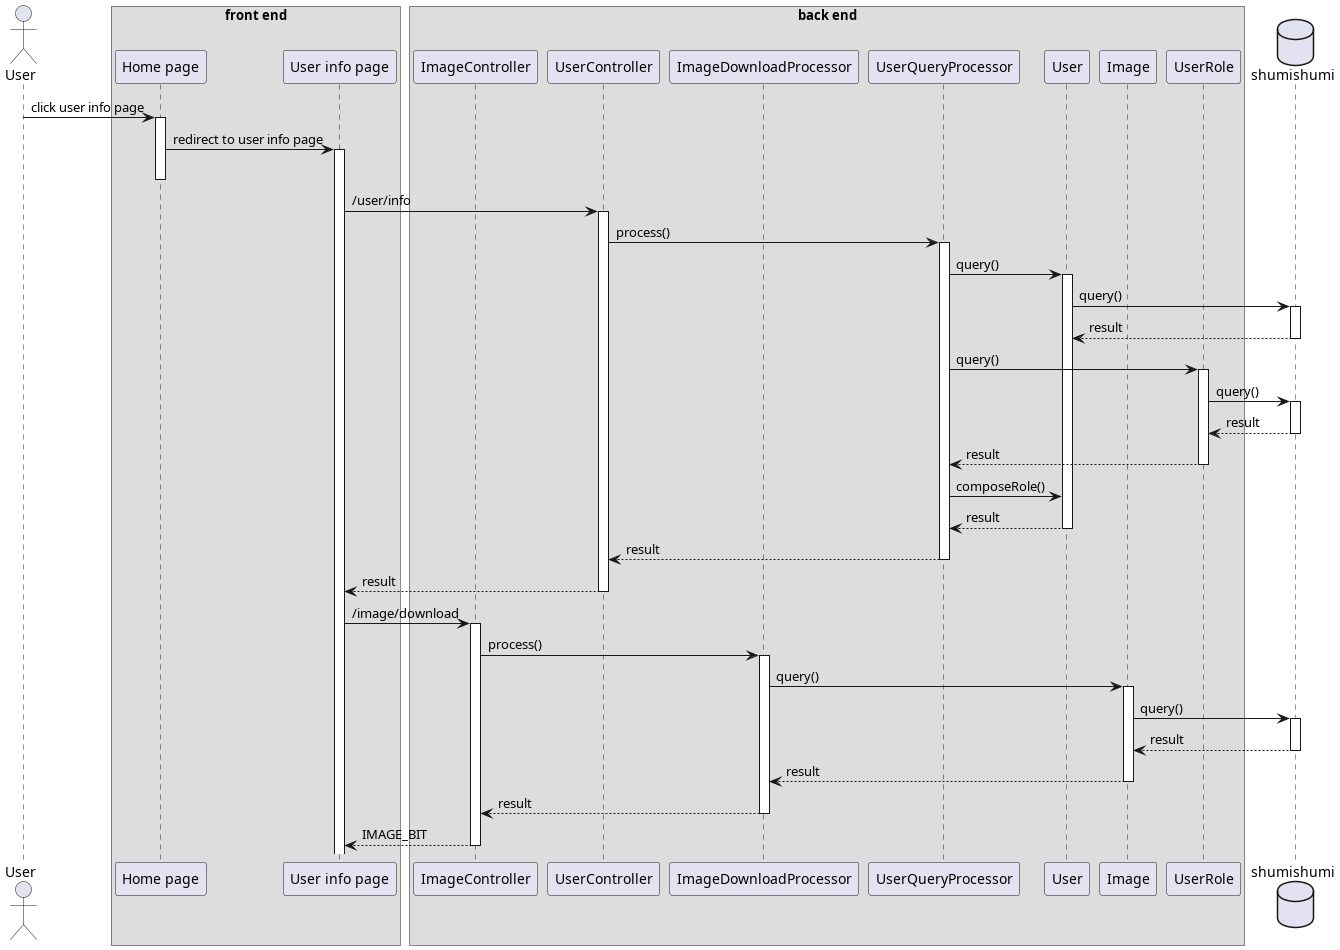 front end
back end
User
Home page
User info page
ImageController
UserController
ImageDownloadProcessor
UserQueryProcessor
User
Image
UserRole
shumishumi
click user info page
redirect to user info page
/user/info
process()
query()
query()
result
query()
query()
result
result
composeRole()
result
result
result
/image/download
process()
query()
query()
result
result
result
IMAGE_BIT
User
Home page
User info page
ImageController
UserController
ImageDownloadProcessor
UserQueryProcessor
User
Image
UserRole
shumishumi